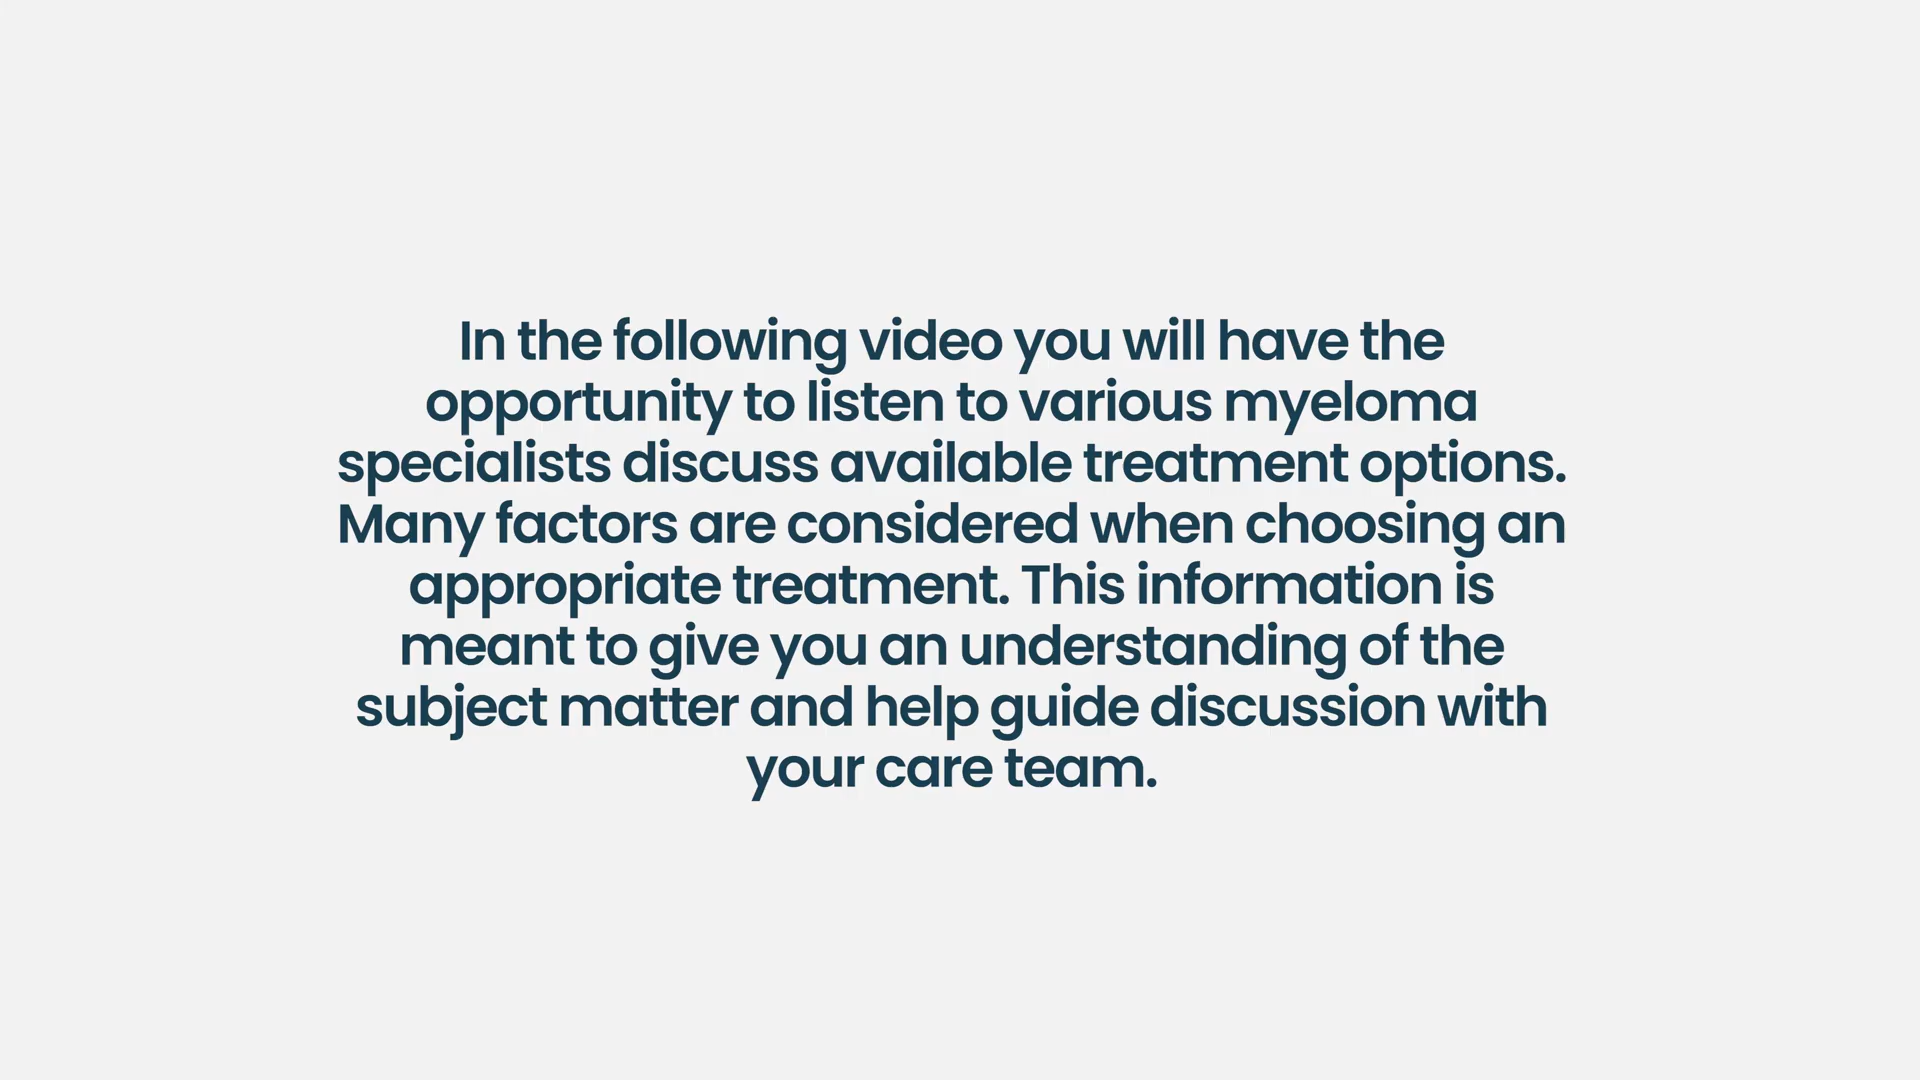 In the following video you will have the
opportunity to listen to various myeloma
specialists discuss available treatment options.
Many factors are considered when choosing an
appropriate treatment. This information is
meant to give you an understanding of the
subject matter and help guide discussion with
your care team.